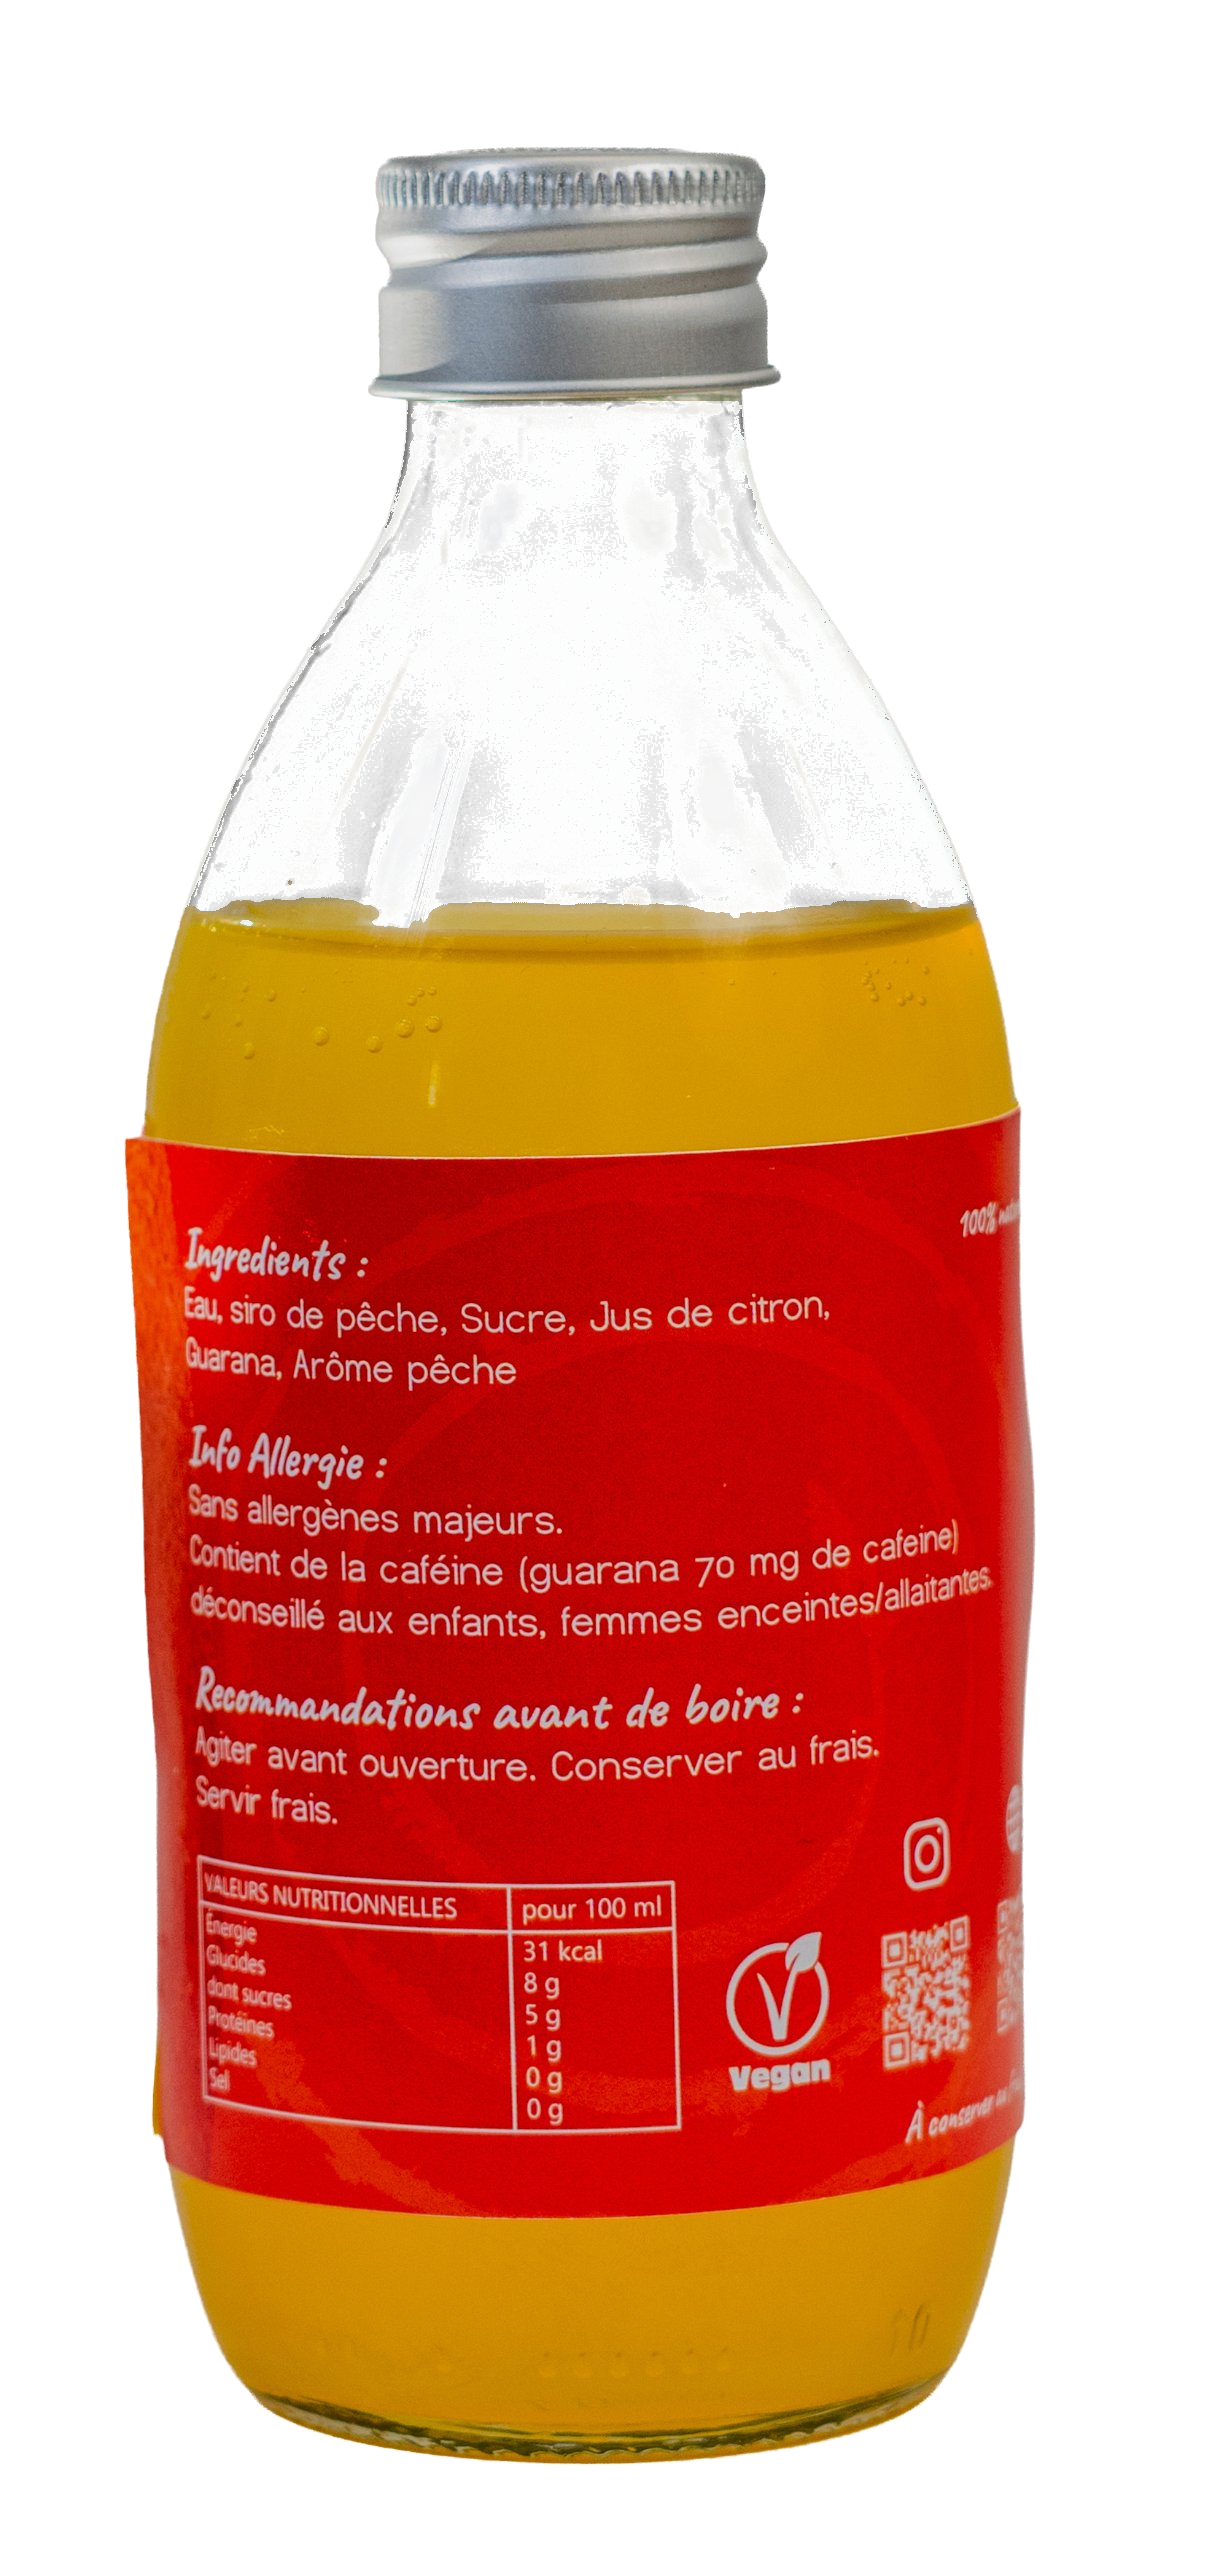 100%
Ingredients :
Eau, siro de pêche, Sucre, Jus de citron,
Guarana, Arôme pêche
Info Allergie :
Sans allergènes majeurs.
Contient de la caféine (guarana 70 mg de cafeine)
déconseillé aux enfants, femmes enceintes/allaitantes.
Recommandations avant de boire :
Agiter avant ouverture. Conserver au frais.
Servir frais.
VALEURS NUTRITIONNELLES pour 100 ml
Énergie 31 kcal
Glucides 8 g
dont sucres 5 g
Protéines 1 g
Lipides 0 g
Sel 0 g
Vegan
À conserver au